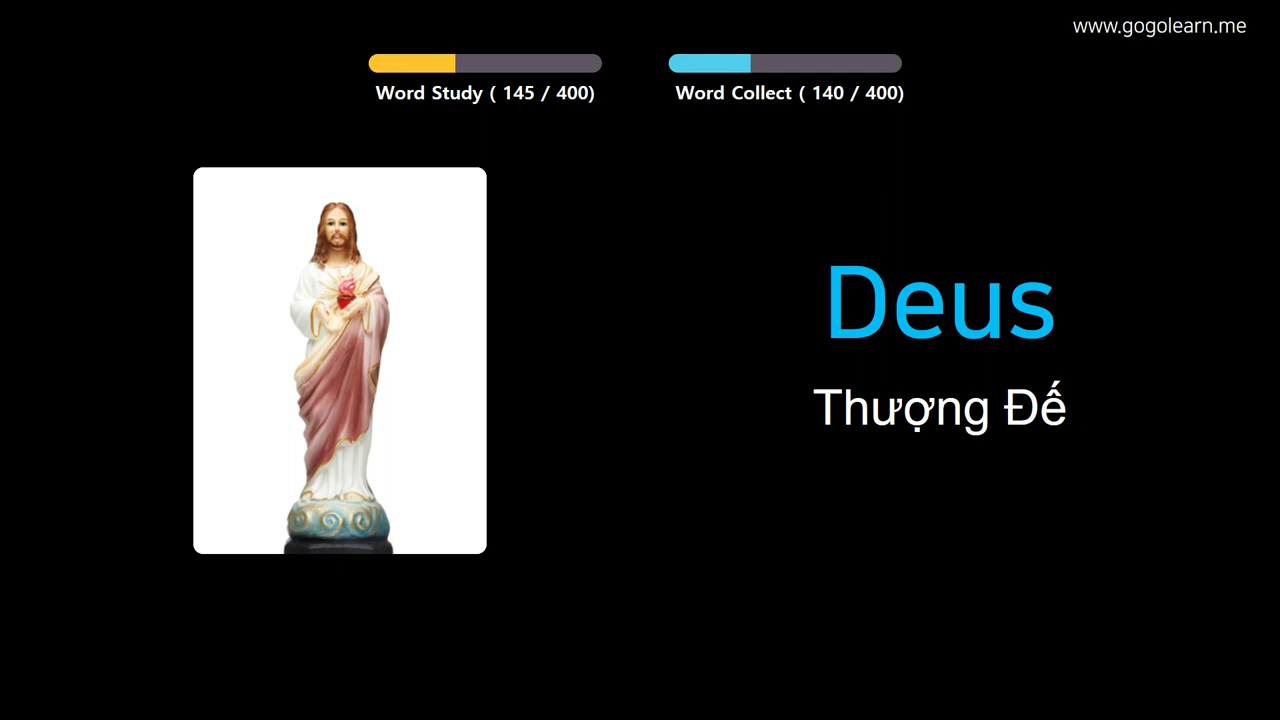 www.gogolearn.me
Word Study ( 145 / 400)
Word Collect ( 140 / 400)
Deus
Thượng Đế